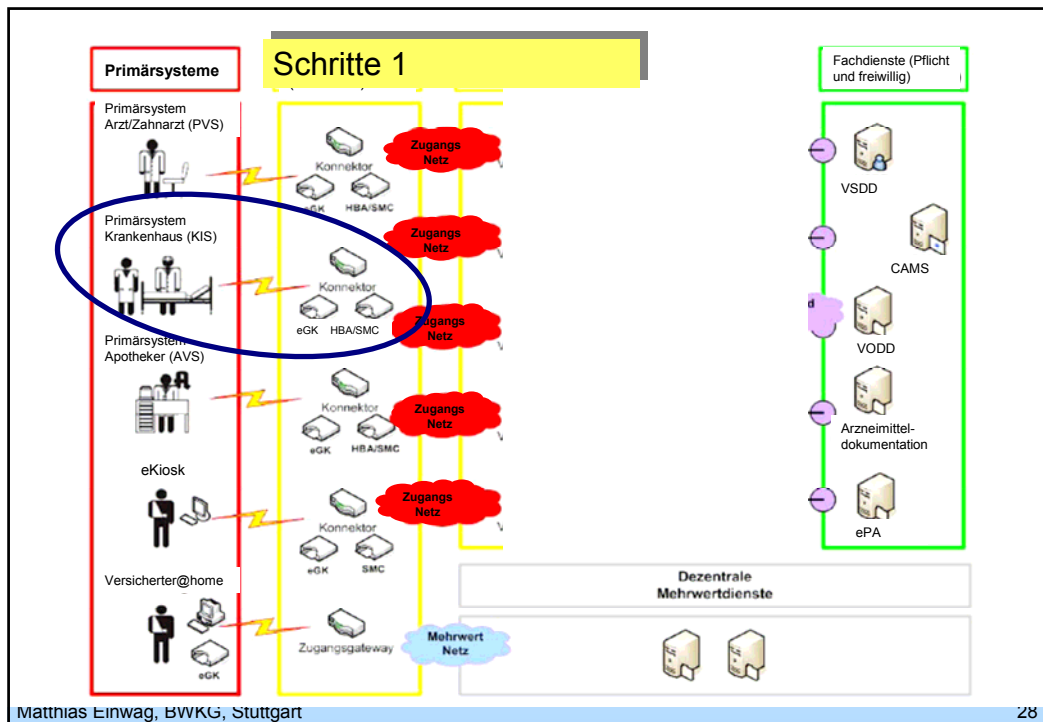 Schritte 1
Primärsysteme
Fachdienste (Pflicht
und freiwillig)
Primärsystem
Arzt/Zahnarzt (PVS)
Konnektor
eGK HBA/SMC
Zugangs
Netz
VSDD
Primärsystem
Krankenhaus (KIS)
Konnektor
eGK HBA/SMC
Zugangs
Netz
CAMS
Primärsystem
Apotheker (AVS)
Zugangs
Netz
VODD
Konnektor
eGK HBA/SMC
Zugangs
Netz
Arzneimittel-
dokumentation
eKiosk
Konnektor
eGK SMC
Zugangs
Netz
ePA
Versicherter@home
eGK
Zugangsgateway
Mehrwert
Netz
Dezentrale
Mehrwertdienste
Matthias Einwag, BWKG, Stuttgart 28